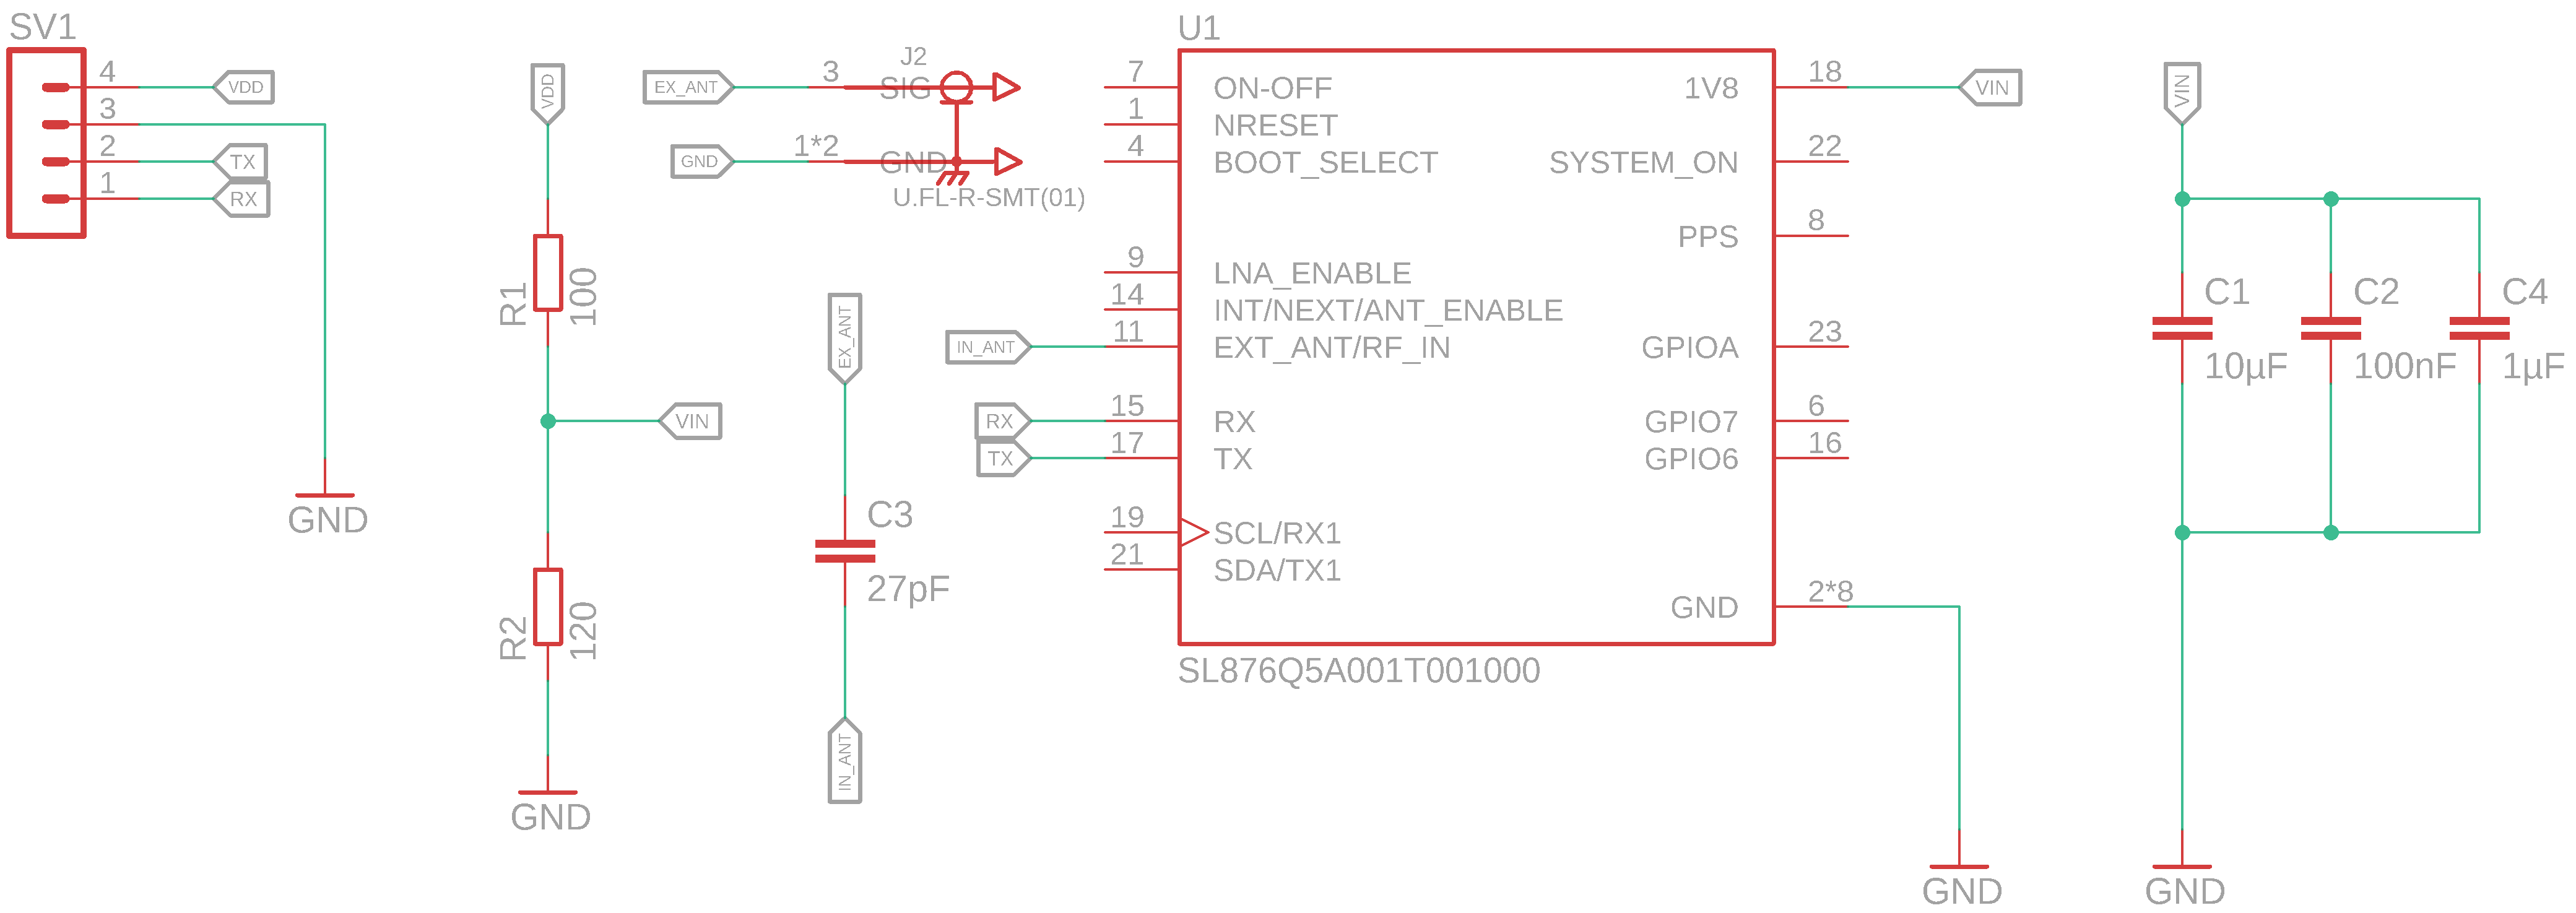 SV1
4
VDD
3
2
TX
1
RX
GND
VDD
R1
100
VIN
R2
120
GND
J2
EX_ANT
3
SIG
GND
1*2
GND
U.FL-R-SMT(01)
EX_ANT
C3
27pF
IN_ANT
U1
7
ON-OFF
1
NRESET
4
BOOT_SELECT
9
LNA_ENABLE
14
INT/NEXT/ANT_ENABLE
IN_ANT
11
EXT_ANT/RF_IN
RX
15
RX
TX
17
TX
19
SCL/RX1
21
SDA/TX1
1V8
18
VIN
SYSTEM_ON
22
PPS
8
GPIOA
23
GPIO7
6
GPIO6
16
GND
2*8
SL876Q5A001T001000
GND
VIN
C1
10µF
C2
100nF
C4
1µF
GND